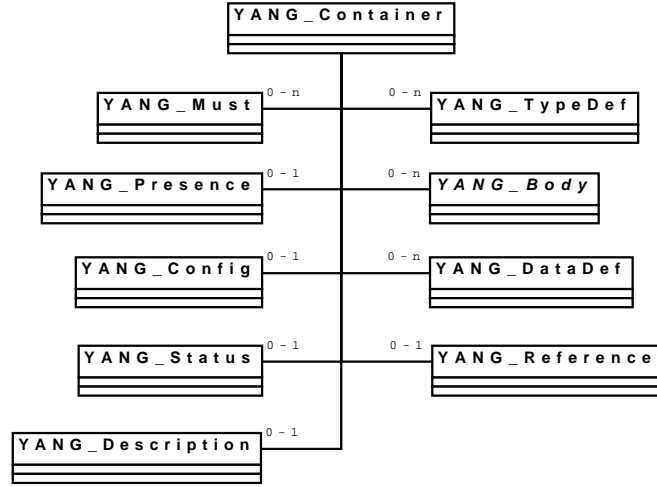 YANG_Container
0-n
0-n
YANG_Must
YANG_TypeDef
0-1
0-n
YANG_Presence
YANG_Body
0-1
0-n
YANG_Config
YANG_DataDef
0-1
0-1
YANG_Status
YANG_Reference
0-1
YANG_Description